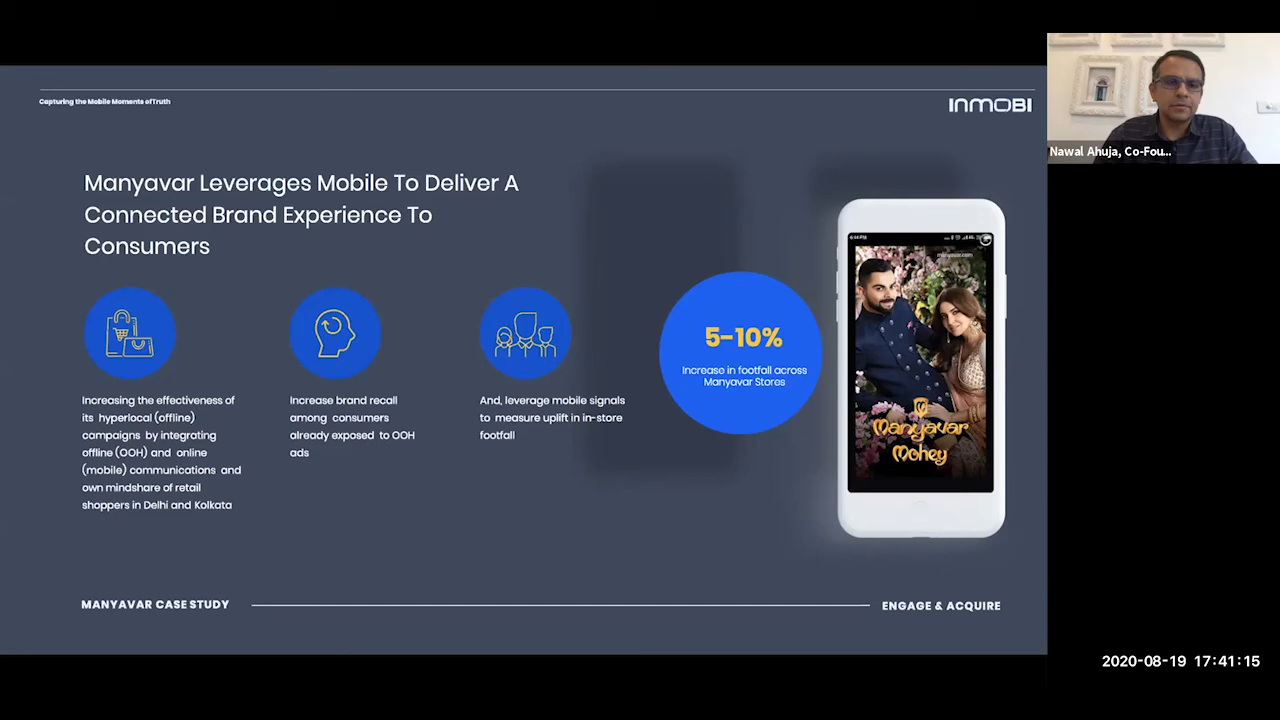 Capturing the Mobile Moments ofTruth
INMOBI
Nawal Ahuja, Co-Fou...
Manyavar Leverages Mobile To Deliver A
Connected Brand Experience To
Consumers
Increasing the effectiveness of
its hyperlocal (offline)
campaigns by integrating
offline (OOH) and online
(mobile) communications and
own mindshare of retail
shoppers in Delhi and Kolkata
Increase brand recall
among consumers
already exposed to OOH
ads
And, leverage mobile signals
to measure uplift in in-store
footfall
5-10%
Increase in footfall across
Manyavar Stores
manyavar.com
Manyavar
Mohey
MANYAVAR CASE STUDY
ENGAGE & ACQUIRE
2020-08-19 17:41:15